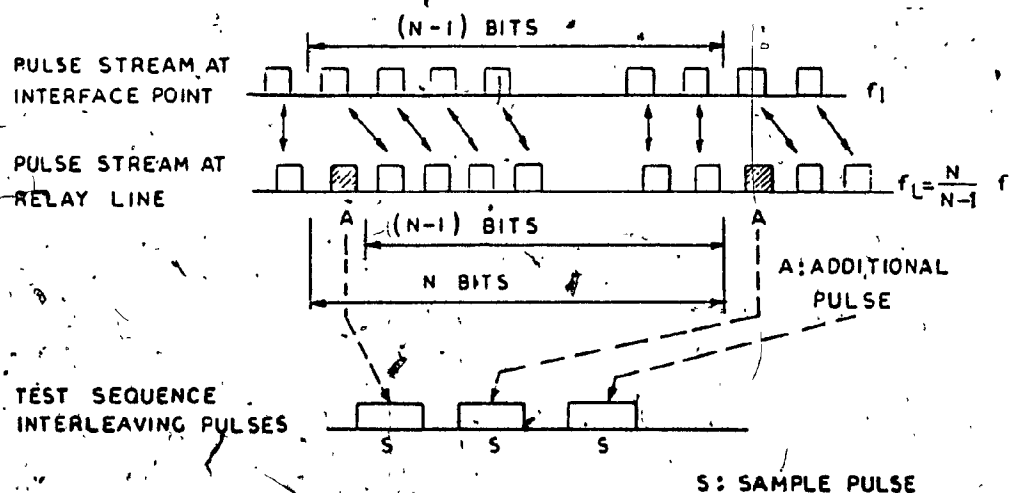 (N-1) BITS
PULSE STREAM AT
INTERFACE POINT
f1
PULSE STREAM AT
RELAY LINE
fL = N/N-1 f
A
A
(N-1) BITS
N BITS
A: ADDITIONAL
PULSE
TEST SEQUENCE
INTERLEAVING PULSES
S
S
S
S: SAMPLE PULSE